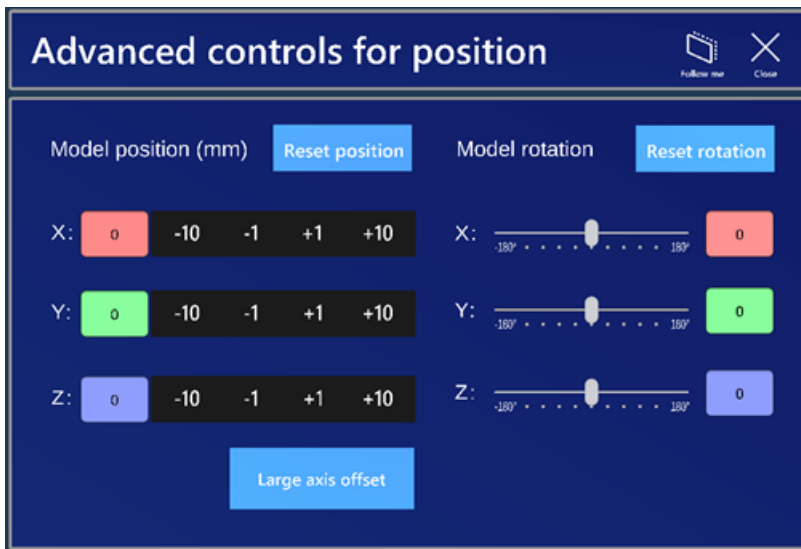 Advanced controls for position
Follow me
Close
Model position (mm)
Reset position
X: 0 -10 -1 +1 +10
Y: 0 -10 -1 +1 +10
Z: 0 -10 -1 +1 +10
Large axis offset
Model rotation
Reset rotation
X: -180° 180° 0
Y: -180° 180° 0
Z: -180° 180° 0